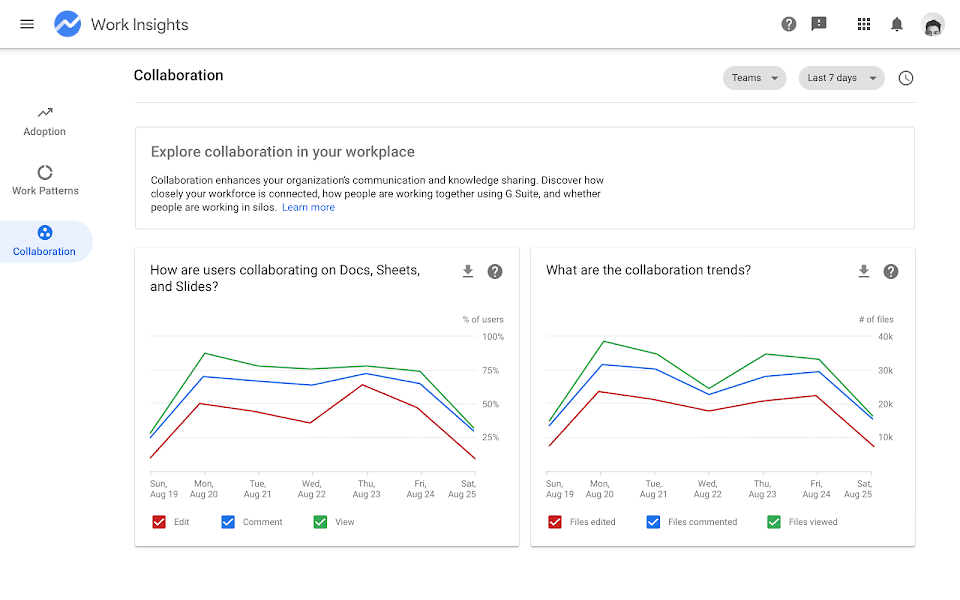 Work Insights
Collaboration
Teams
Last 7 days
Adoption
Work Patterns
Collaboration
Explore collaboration in your workplace
Collaboration enhances your organization's communication and knowledge sharing. Discover how
closely your workforce is connected, how people are working together using G Suite, and whether
people are working in silos. Learn more
How are users collaborating on Docs, Sheets,
and Slides?
% of users
100%
75%
50%
25%
Sun, Mon, Tue, Wed, Thu, Fri, Sat,
Aug 19 Aug 20 Aug 21 Aug 22 Aug 23 Aug 24 Aug 25
Edit Comment View
What are the collaboration trends?
# of files
40k
30k
20k
10k
Sun, Mon, Tue, Wed, Thu, Fri, Sat,
Aug 19 Aug 20 Aug 21 Aug 22 Aug 23 Aug 24 Aug 25
Files edited Files commented Files viewed